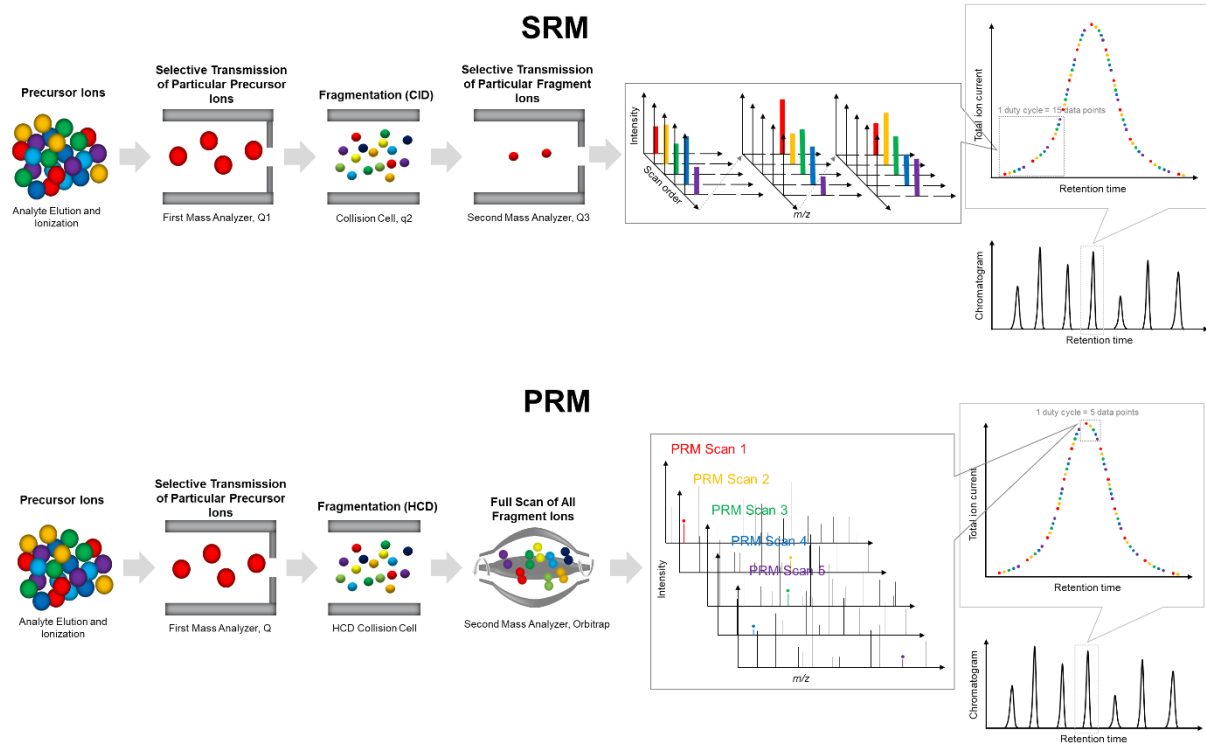 SRM
Precursor Ions
Analyte Elution and
Ionization
Selective Transmission
of Particular Precursor
Ions
First Mass Analyzer, Q1
Fragmentation (CID)
Collision Cell, q2
Selective Transmission
of Particular Fragment
Ions
Second Mass Analyzer, Q3
Intensity
Scan order
m/z
Total ion current
1 duty cycle = 15 data points
Retention time
Chromatogram
Retention time
PRM
Precursor Ions
Analyte Elution and
Ionization
Selective Transmission
of Particular Precursor
Ions
First Mass Analyzer, Q
Fragmentation (HCD)
HCD Collision Cell
Full Scan of All
Fragment Ions
Second Mass Analyzer, Orbitrap
PRM Scan 1
PRM Scan 2
PRM Scan 3
PRM Scan 4
PRM Scan 5
Intensity
m/z
1 duty cycle = 5 data points
Total ion current
Retention time
Chromatogram
Retention time